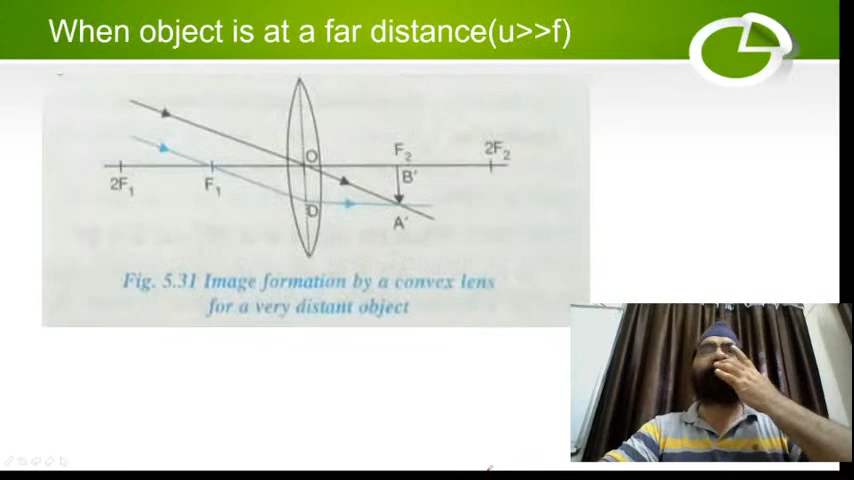 When object is at a far distance(u>>f)
O
F₂
2F₂
B'
2F₁
F₁
D
A'
Fig. 5.31 Image formation by a convex lens
for a very distant object